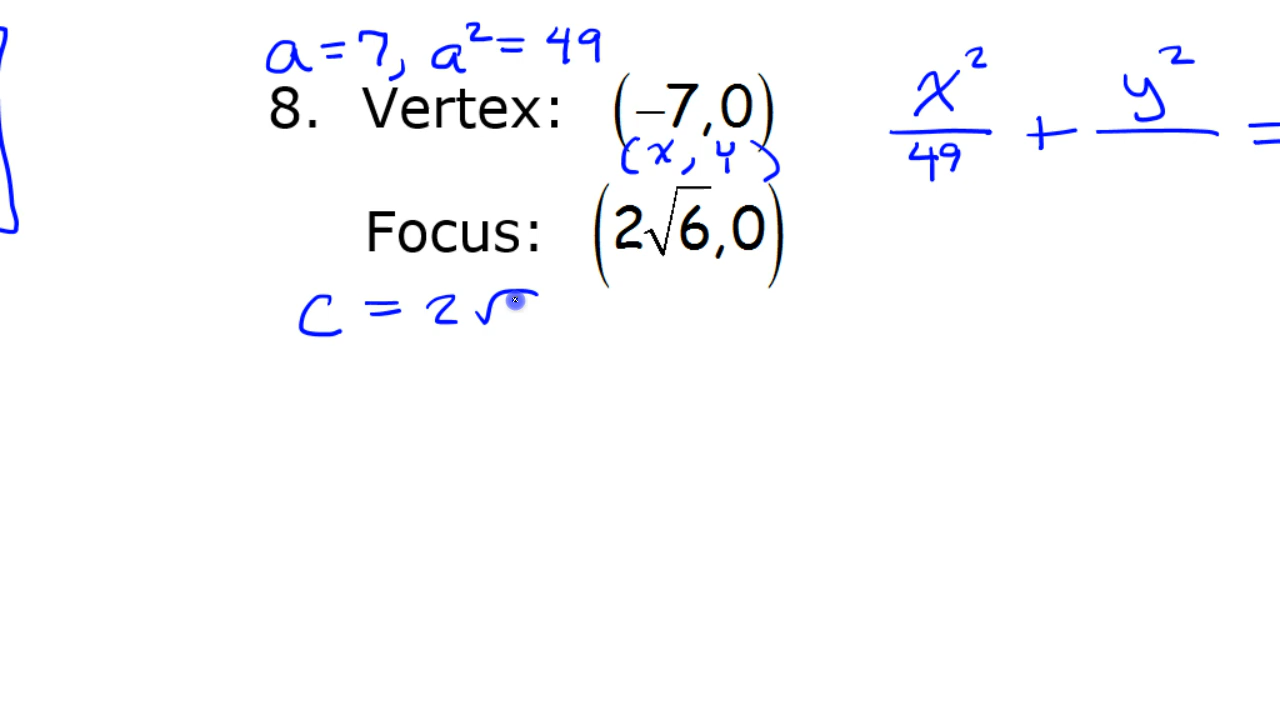 a = 7, a² = 49
8. Vertex: (−7,0)
(x, y)
x²/49 + y²/ =
Focus: (2√6,0)
c = 2√